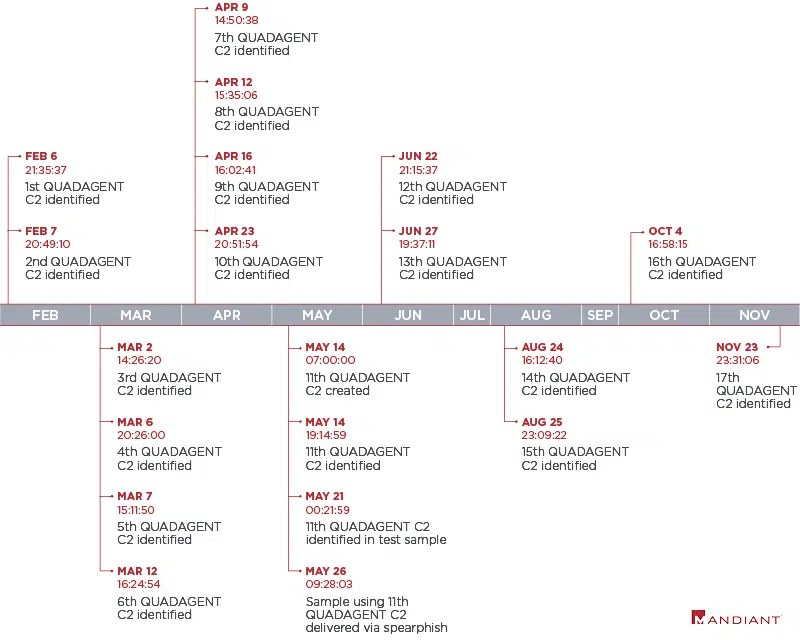 APR 9
14:50:38
7th QUADAGENT
C2 identified
APR 12
15:35:06
8th QUADAGENT
C2 identified
FEB 6
21:35:37
1st QUADAGENT
C2 identified
APR 16
16:02:41
9th QUADAGENT
C2 identified
JUN 22
21:15:37
12th QUADAGENT
C2 identified
FEB 7
20:49:10
2nd QUADAGENT
C2 identified
APR 23
20:51:54
10th QUADAGENT
C2 identified
JUN 27
19:37:11
13th QUADAGENT
C2 identified
OCT 4
16:58:15
16th QUADAGENT
C2 identified
FEB MAR APR MAY JUN JUL AUG SEP OCT NOV
MAR 2
14:26:20
3rd QUADAGENT
C2 identified
MAY 14
07:00:00
11th QUADAGENT
C2 created
AUG 24
16:12:40
14th QUADAGENT
C2 identified
NOV 23
23:31:06
17th
QUADAGENT
C2 identified
MAR 6
20:26:00
4th QUADAGENT
C2 identified
MAY 14
19:14:59
11th QUADAGENT
C2 identified
AUG 25
23:09:22
15th QUADAGENT
C2 identified
MAR 7
15:11:50
5th QUADAGENT
C2 identified
MAY 21
00:21:59
11th QUADAGENT C2
identified in test sample
MAR 12
16:24:54
6th QUADAGENT
C2 identified
MAY 26
09:28:03
Sample using 11th
QUADAGENT C2
delivered via spearphish
MANDIANT